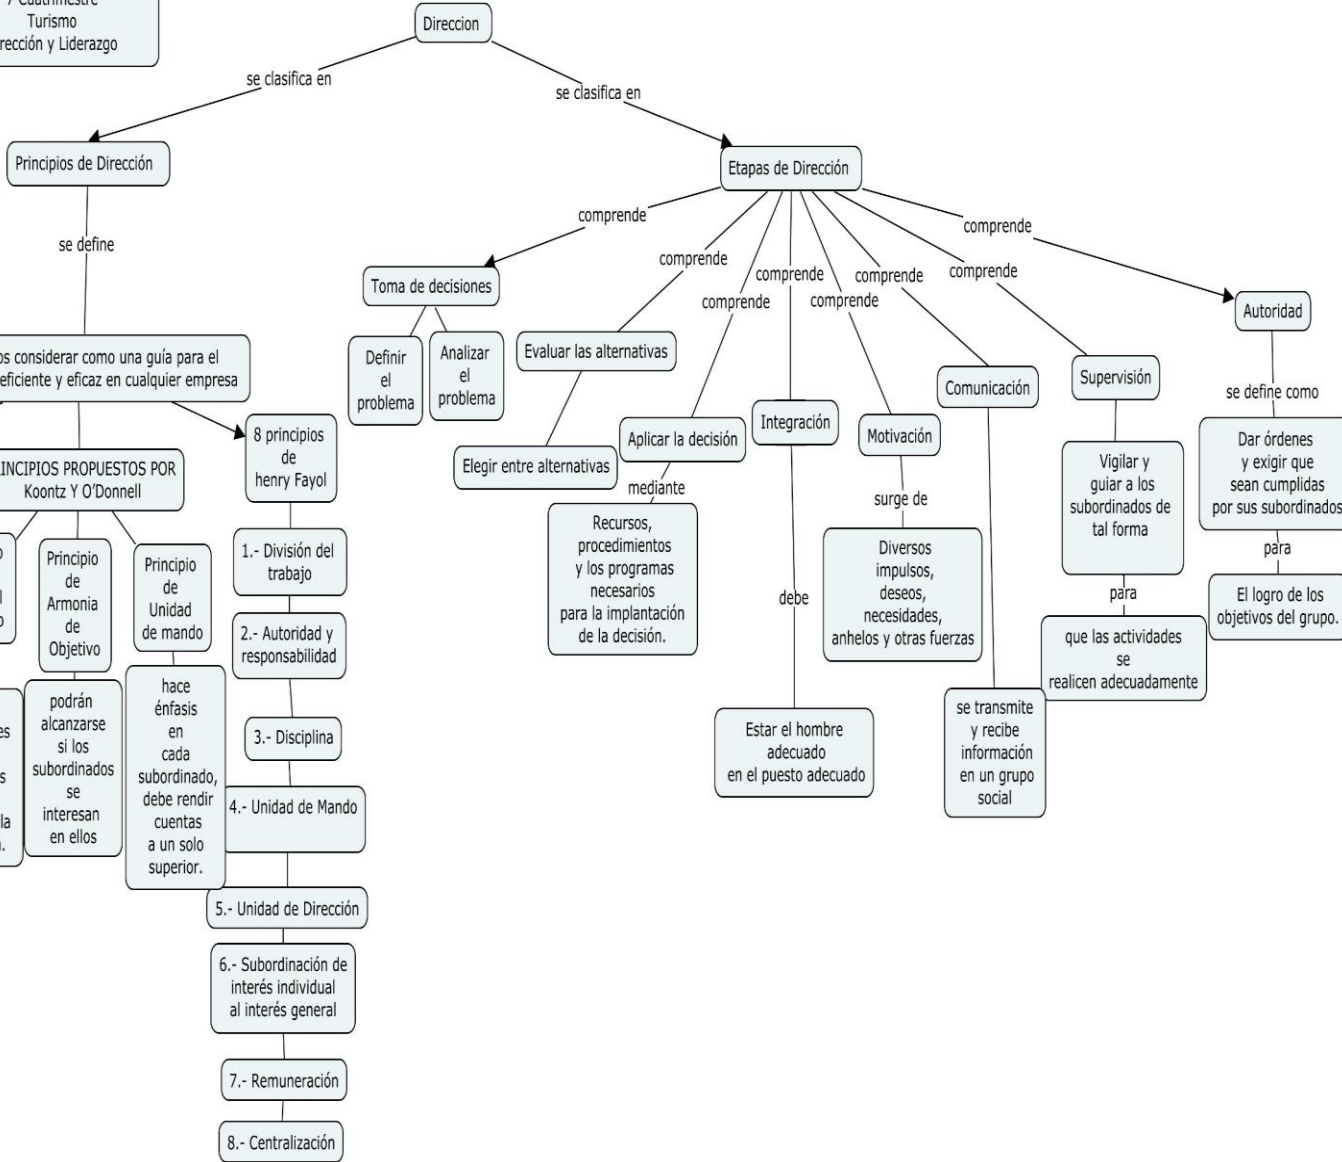 7 Cuatrimestre
Turismo
rección y Liderazgo
Direccion
se clasifica en
se clasifica en
Principios de Dirección
Etapas de Dirección
se define
comprende
comprende
comprende
comprende
comprende
comprende
comprende
comprende
os considerar como una guía para el
eficiente y eficaz en cualquier empresa
INCIPIOS PROPUESTOS POR
Koontz Y O'Donnell
Principio
de
Armonia
de
Objetivo
podrán
alcanzarse
si los
subordinados
se
interesan
en ellos
Principio
de
Unidad
de mando
hace
énfasis
en
cada
subordinado,
debe rendir
cuentas
a un solo
superior.
es
s
la
8 principios
de
henry Fayol
1.- División del
trabajo
2.- Autoridad y
responsabilidad
3.- Disciplina
4.- Unidad de Mando
5.- Unidad de Dirección
6.- Subordinación de
interés individual
al interés general
7.- Remuneración
8.- Centralización
Toma de decisiones
Definir
el
problema
Analizar
el
problema
Evaluar las alternativas
Elegir entre alternativas
Aplicar la decisión
mediante
Recursos,
procedimientos
y los programas
necesarios
para la implantación
de la decisión.
Integración
debe
Estar el hombre
adecuado
en el puesto adecuado
Motivación
surge de
Diversos
impulsos,
deseos,
necesidades,
anhelos y otras fuerzas
Comunicación
se transmite
y recibe
información
en un grupo
social
Supervisión
Vigilar y
guiar a los
subordinados de
tal forma
para
que las actividades
se
realicen adecuadamente
Autoridad
se define como
Dar órdenes
y exigir que
sean cumplidas
por sus subordinados
para
El logro de los
objetivos del grupo.